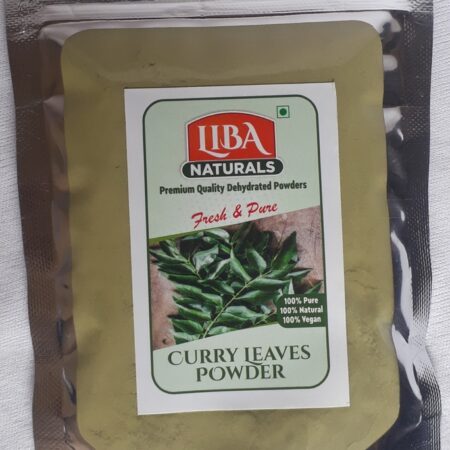 LIBA
NATURALS
Premium Quality Dehydrated Powders
Fresh & Pure
100% Pure
100% Natural
100% Vegan
CURRY LEAVES
POWDER